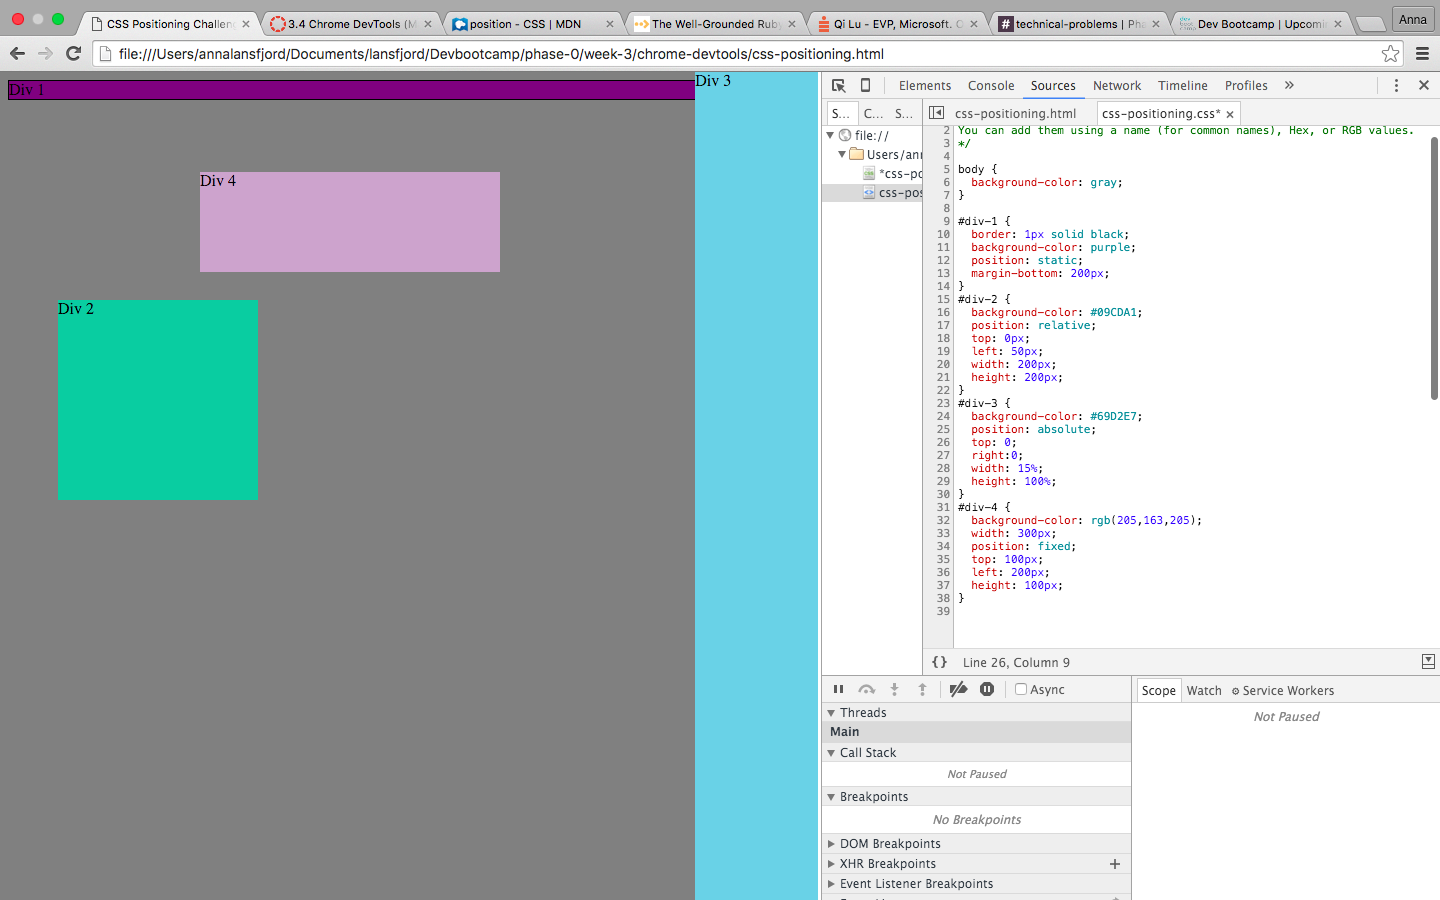 CSS Positioning Challen
3.4 Chrome DevTools (M
position - CSS | MDN
The Well-Grounded Ruby
Qi Lu - EVP, Microsoft. Q
technical-problems | Pha
Dev Bootcamp | Upcomi
Anna
file:///Users/annalansfjord/Documents/lansfjord/Devbootcamp/phase-0/week-3/chrome-devtools/css-positioning.html
Div 1
Div 3
Div 4
Div 2
Elements Console Sources Network Timeline Profiles »
S... C... S...
css-positioning.html css-positioning.css*
file://
Users/anr
*css-po
css-pos
2 You can add them using a name (for common names), Hex, or RGB values.
3 */
4
5 body {
6 background-color: gray;
7 }
8
9 #div-1 {
10 border: 1px solid black;
11 background-color: purple;
12 position: static;
13 margin-bottom: 200px;
14 }
15 #div-2 {
16 background-color: #09CDA1;
17 position: relative;
18 top: 0px;
19 left: 50px;
20 width: 200px;
21 height: 200px;
22 }
23 #div-3 {
24 background-color: #69D2E7;
25 position: absolute;
26 top: 0;
27 right:0;
28 width: 15%;
29 height: 100%;
30 }
31 #div-4 {
32 background-color: rgb(205,163,205);
33 width: 300px;
34 position: fixed;
35 top: 100px;
36 left: 200px;
37 height: 100px;
38 }
39
{} Line 26, Column 9
Async
Scope Watch Service Workers
Threads
Main
Call Stack
Not Paused
Breakpoints
No Breakpoints
DOM Breakpoints
XHR Breakpoints +
Event Listener Breakpoints
Not Paused